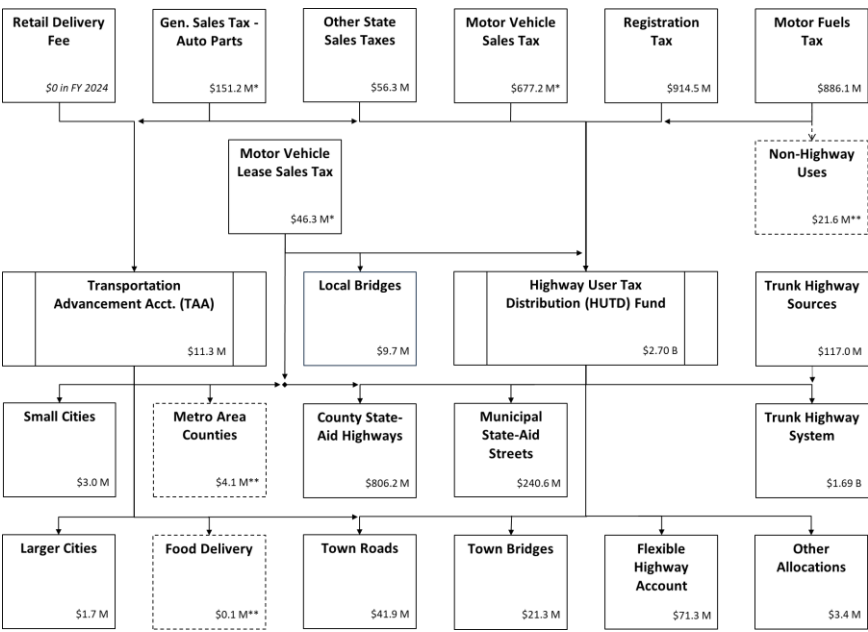 Retail Delivery
Fee
$0 in FY 2024
Gen. Sales Tax -
Auto Parts
$151.2 M*
Other State
Sales Taxes
$56.3 M
Motor Vehicle
Sales Tax
$677.2 M*
Registration
Tax
$914.5 M
Motor Fuels
Tax
$886.1 M
Motor Vehicle
Lease Sales Tax
$46.3 M*
Non-Highway
Uses
$21.6 M**
Transportation
Advancement Acct. (TAA)
$11.3 M
Local Bridges
$9.7 M
Highway User Tax
Distribution (HUTD) Fund
$2.70 B
Trunk Highway
Sources
$117.0 M
Small Cities
$3.0 M
Metro Area
Counties
$4.1 M**
County State-
Aid Highways
$806.2 M
Municipal
State-Aid
Streets
$240.6 M
Trunk Highway
System
$1.69 B
Larger Cities
$1.7 M
Food Delivery
$0.1 M**
Town Roads
$41.9 M
Town Bridges
$21.3 M
Flexible
Highway
Account
$71.3 M
Other
Allocations
$3.4 M